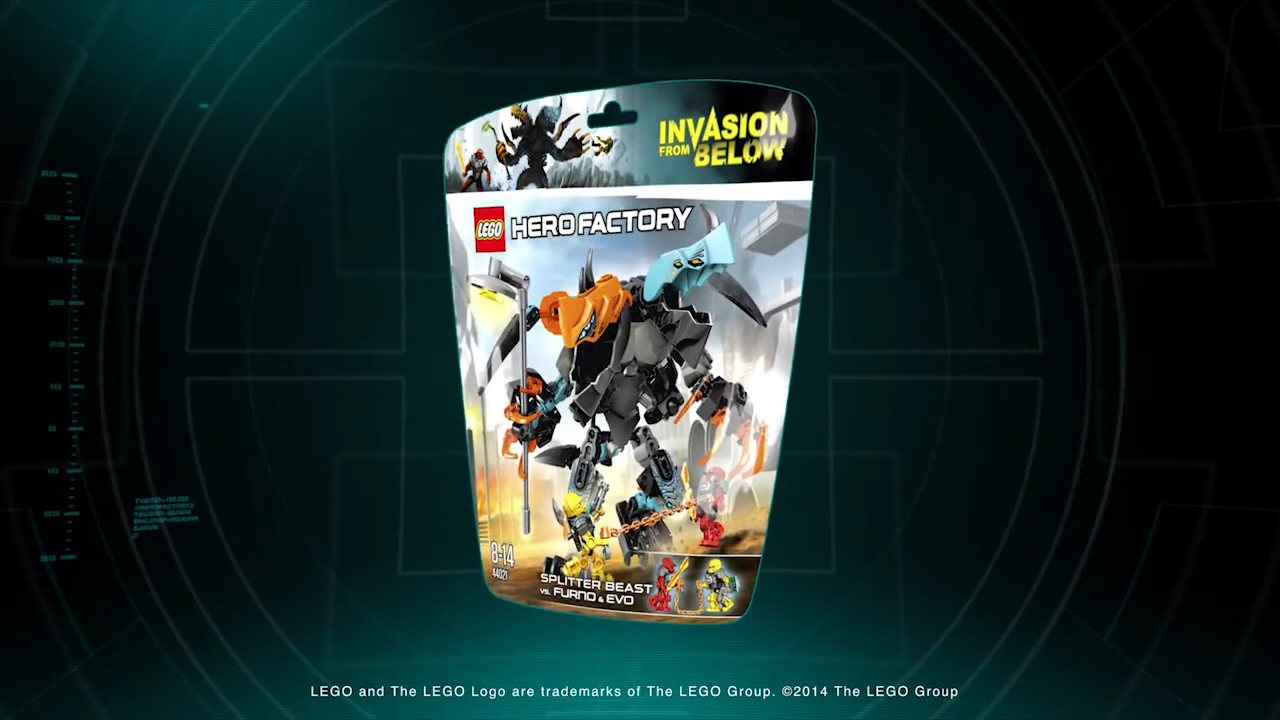 INVASION
FROM BELOW
LEGO HERO FACTORY
8-14
44021
SPLITTER BEAST
VS. FURNO & EVO
LEGO and The LEGO Logo are trademarks of The LEGO Group. ©2014 The LEGO Group